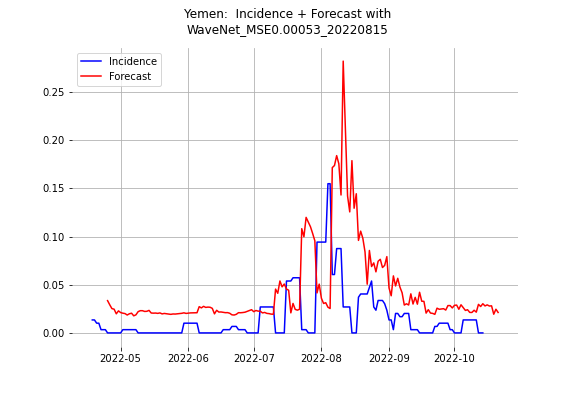 Yemen:  Incidence + Forecast with
WaveNet_MSE0.00053_20220815
Incidence
Forecast
0.25
0.20
0.15
0.10
0.05
0.00
2022-05 2022-06 2022-07 2022-08 2022-09 2022-10